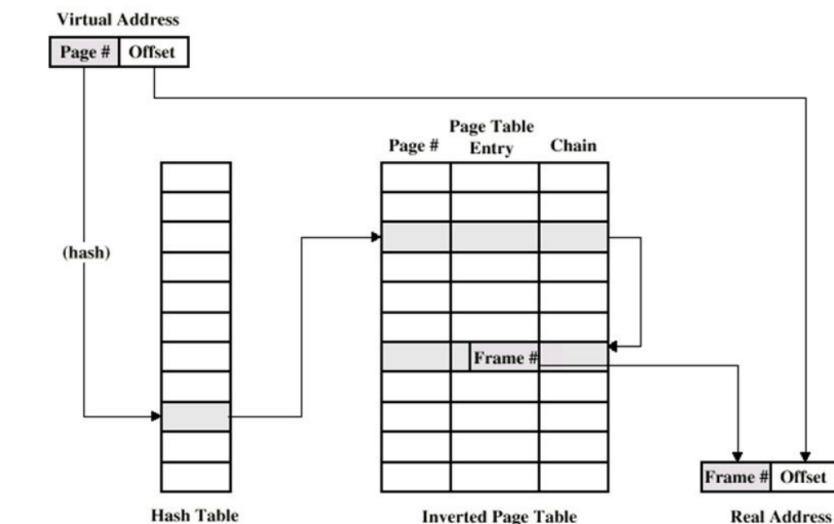 Virtual Address
Page # Offset
Page Table
Page # Entry Chain
(hash)
Frame #
Frame # Offset
Hash Table Inverted Page Table Real Address